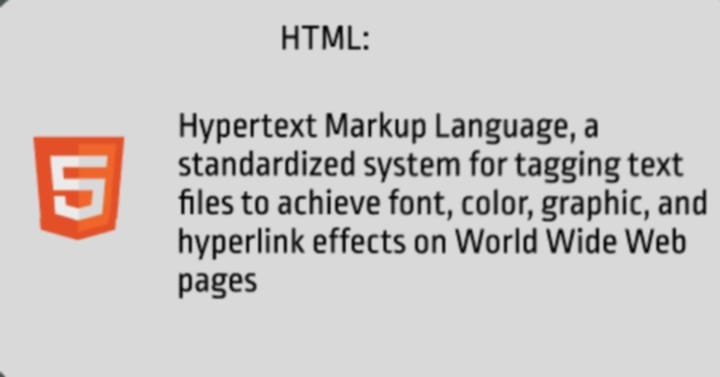 HTML:
Hypertext Markup Language, a
standardized system for tagging text
files to achieve font, color, graphic, and
hyperlink effects on World Wide Web
pages
5